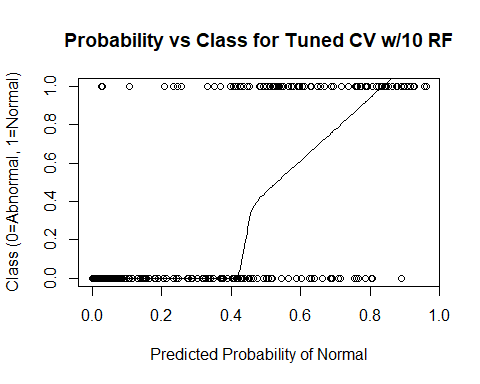 Probability vs Class for Tuned CV w/10 RF
Class (0=Abnormal, 1=Normal)
1.0
0.8
0.6
0.4
0.2
0.0
0.0 0.2 0.4 0.6 0.8 1.0
Predicted Probability of Normal